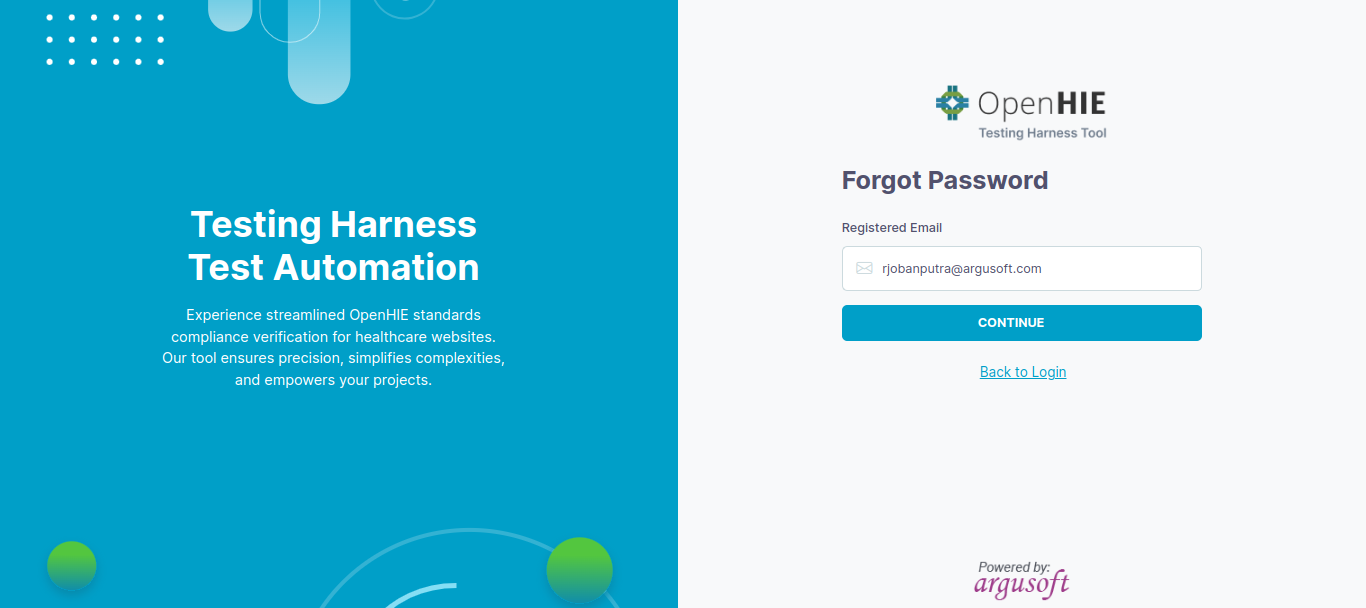 Testing Harness
Test Automation
Experience streamlined OpenHIE standards
compliance verification for healthcare websites.
Our tool ensures precision, simplifies complexities,
and empowers your projects.
OpenHIE
Testing Harness Tool
Forgot Password
Registered Email
rjobanputra@argusoft.com
CONTINUE
Back to Login
Powered by:
argusoft